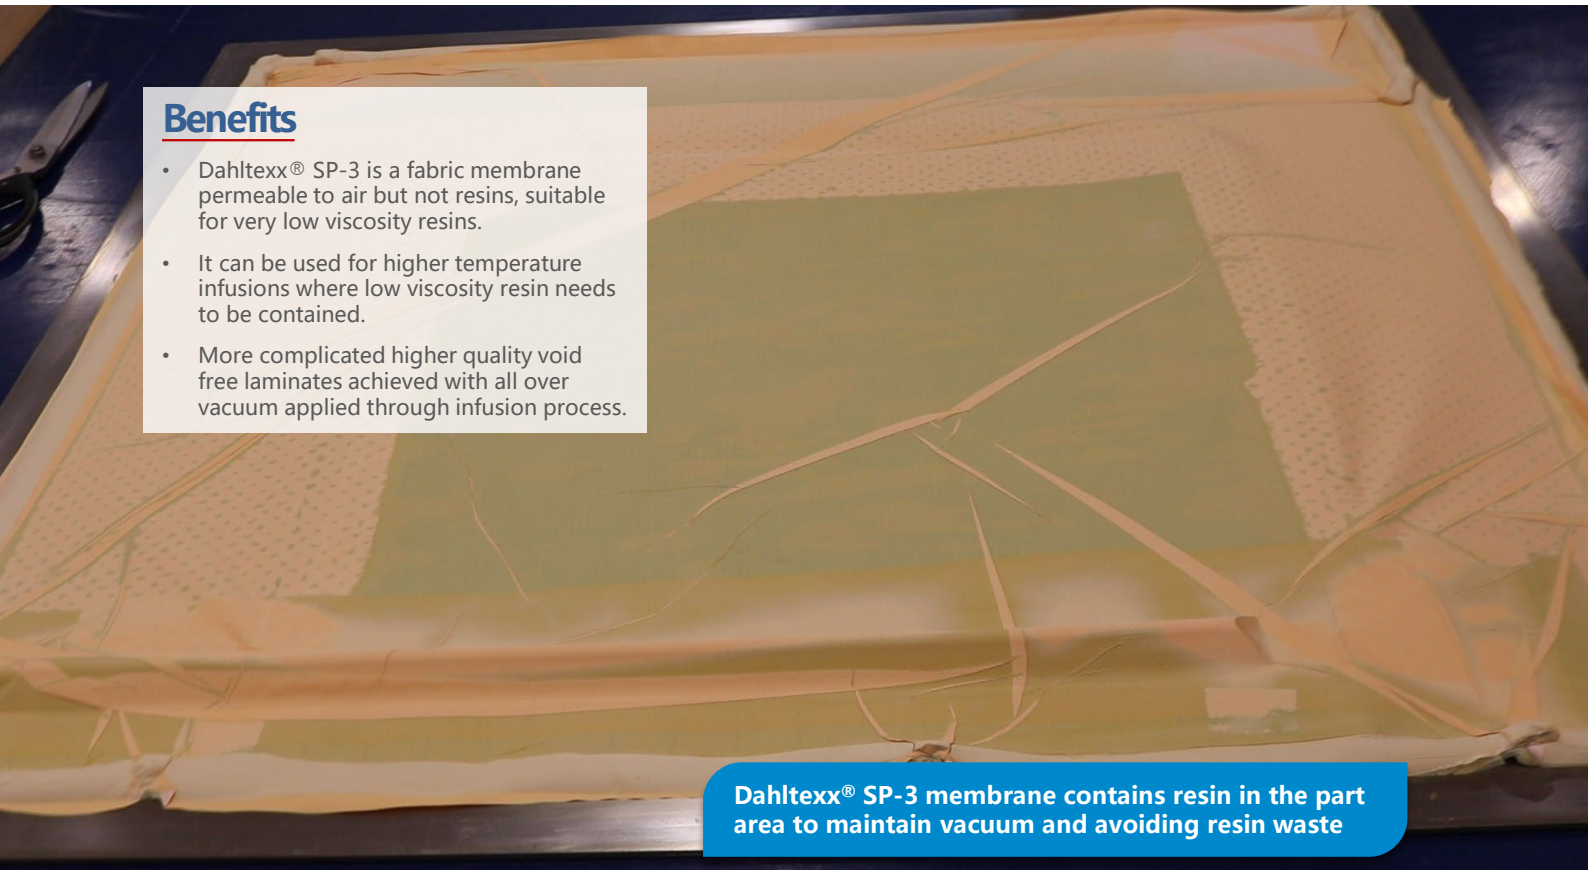 Benefits
• Dahltexx® SP-3 is a fabric membrane
permeable to air but not resins, suitable
for very low viscosity resins.
• It can be used for higher temperature
infusions where low viscosity resin needs
to be contained.
• More complicated higher quality void
free laminates achieved with all over
vacuum applied through infusion process.
Dahltexx® SP-3 membrane contains resin in the part
area to maintain vacuum and avoiding resin waste